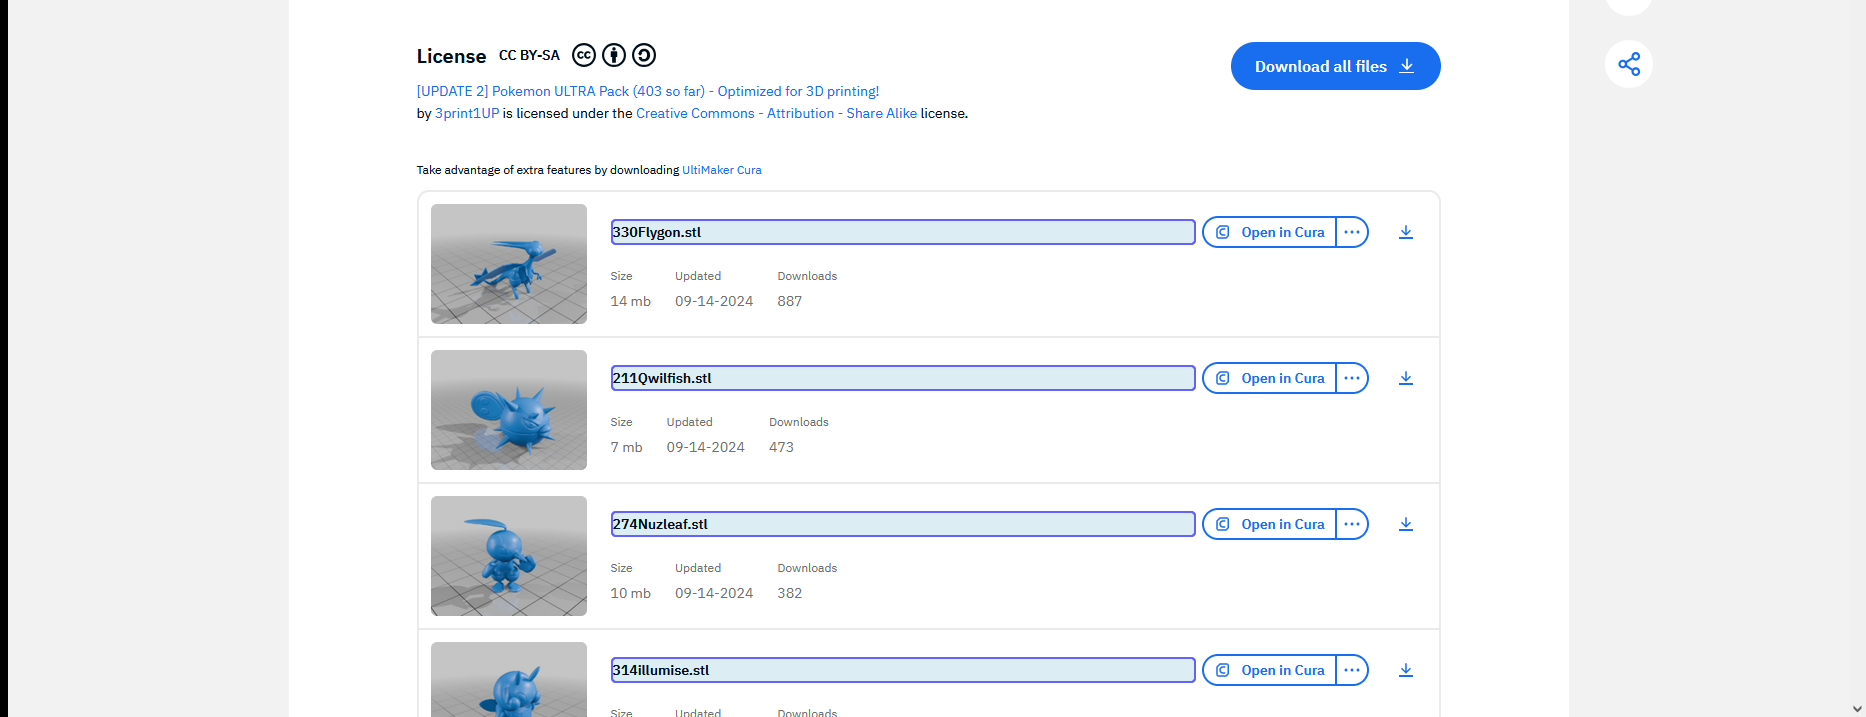 License CC BY-SA
Download all files
[UPDATE 2] Pokemon ULTRA Pack (403 so far) - Optimized for 3D printing!
by 3print1UP is licensed under the Creative Commons - Attribution - Share Alike license.
Take advantage of extra features by downloading UltiMaker Cura
330Flygon.stl
Open in Cura
Size Updated Downloads
14 mb 09-14-2024 887
211Qwilfish.stl
Open in Cura
Size Updated Downloads
7 mb 09-14-2024 473
274Nuzleaf.stl
Open in Cura
Size Updated Downloads
10 mb 09-14-2024 382
314illumise.stl
Open in Cura
Size Updated Downloads